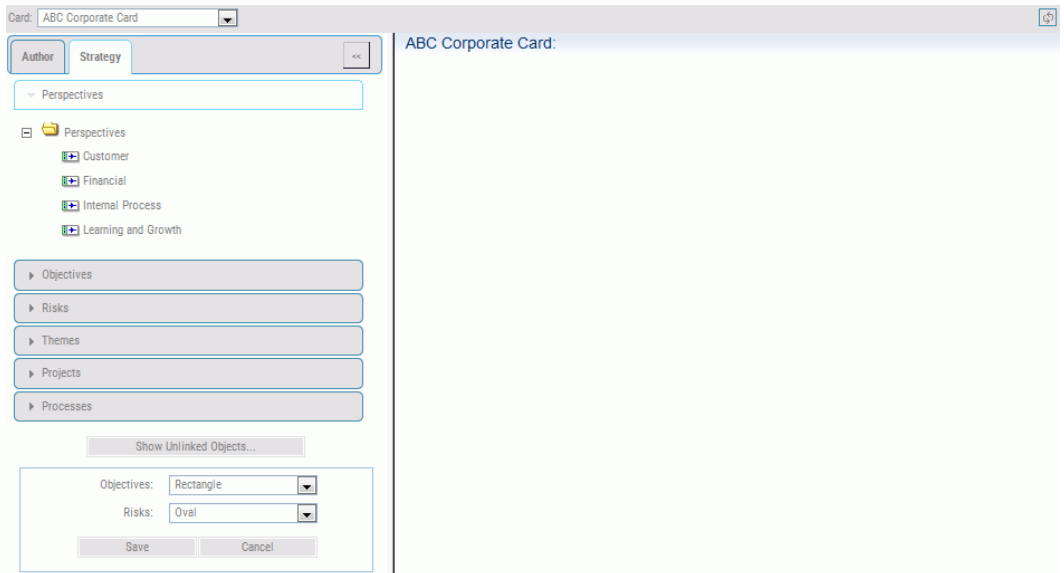 Card: ABC Corporate Card
ABC Corporate Card:
Author Strategy <<
Perspectives
Perspectives
Customer
Financial
Internal Process
Learning and Growth
Objectives
Risks
Themes
Projects
Processes
Show Unlinked Objects...
Objectives: Rectangle
Risks: Oval
Save Cancel